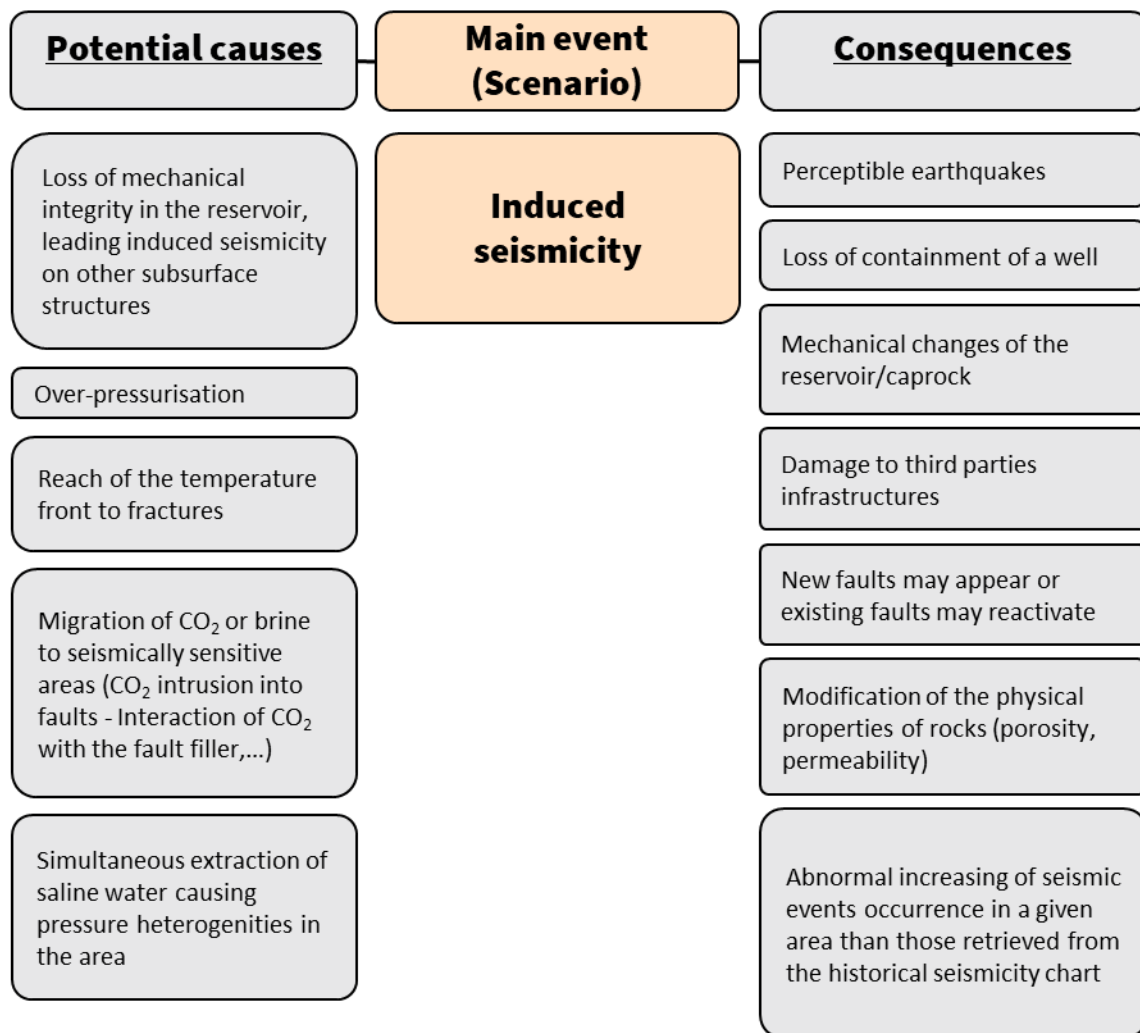 Potential causes
Main event
(Scenario)
Consequences
Loss of mechanical
integrity in the reservoir,
leading induced seismicity
on other subsurface
structures
Over-pressurisation
Reach of the temperature
front to fractures
Migration of CO₂ or brine
to seismically sensitive
areas (CO₂ intrusion into
faults - Interaction of CO₂
with the fault filler,...)
Simultaneous extraction of
saline water causing
pressure heterogenities in
the area
Induced
seismicity
Perceptible earthquakes
Loss of containment of a well
Mechanical changes of the
reservoir/caprock
Damage to third parties
infrastructures
New faults may appear or
existing faults may reactivate
Modification of the physical
properties of rocks (porosity,
permeability)
Abnormal increasing of seismic
events occurrence in a given
area than those retrieved from
the historical seismicity chart